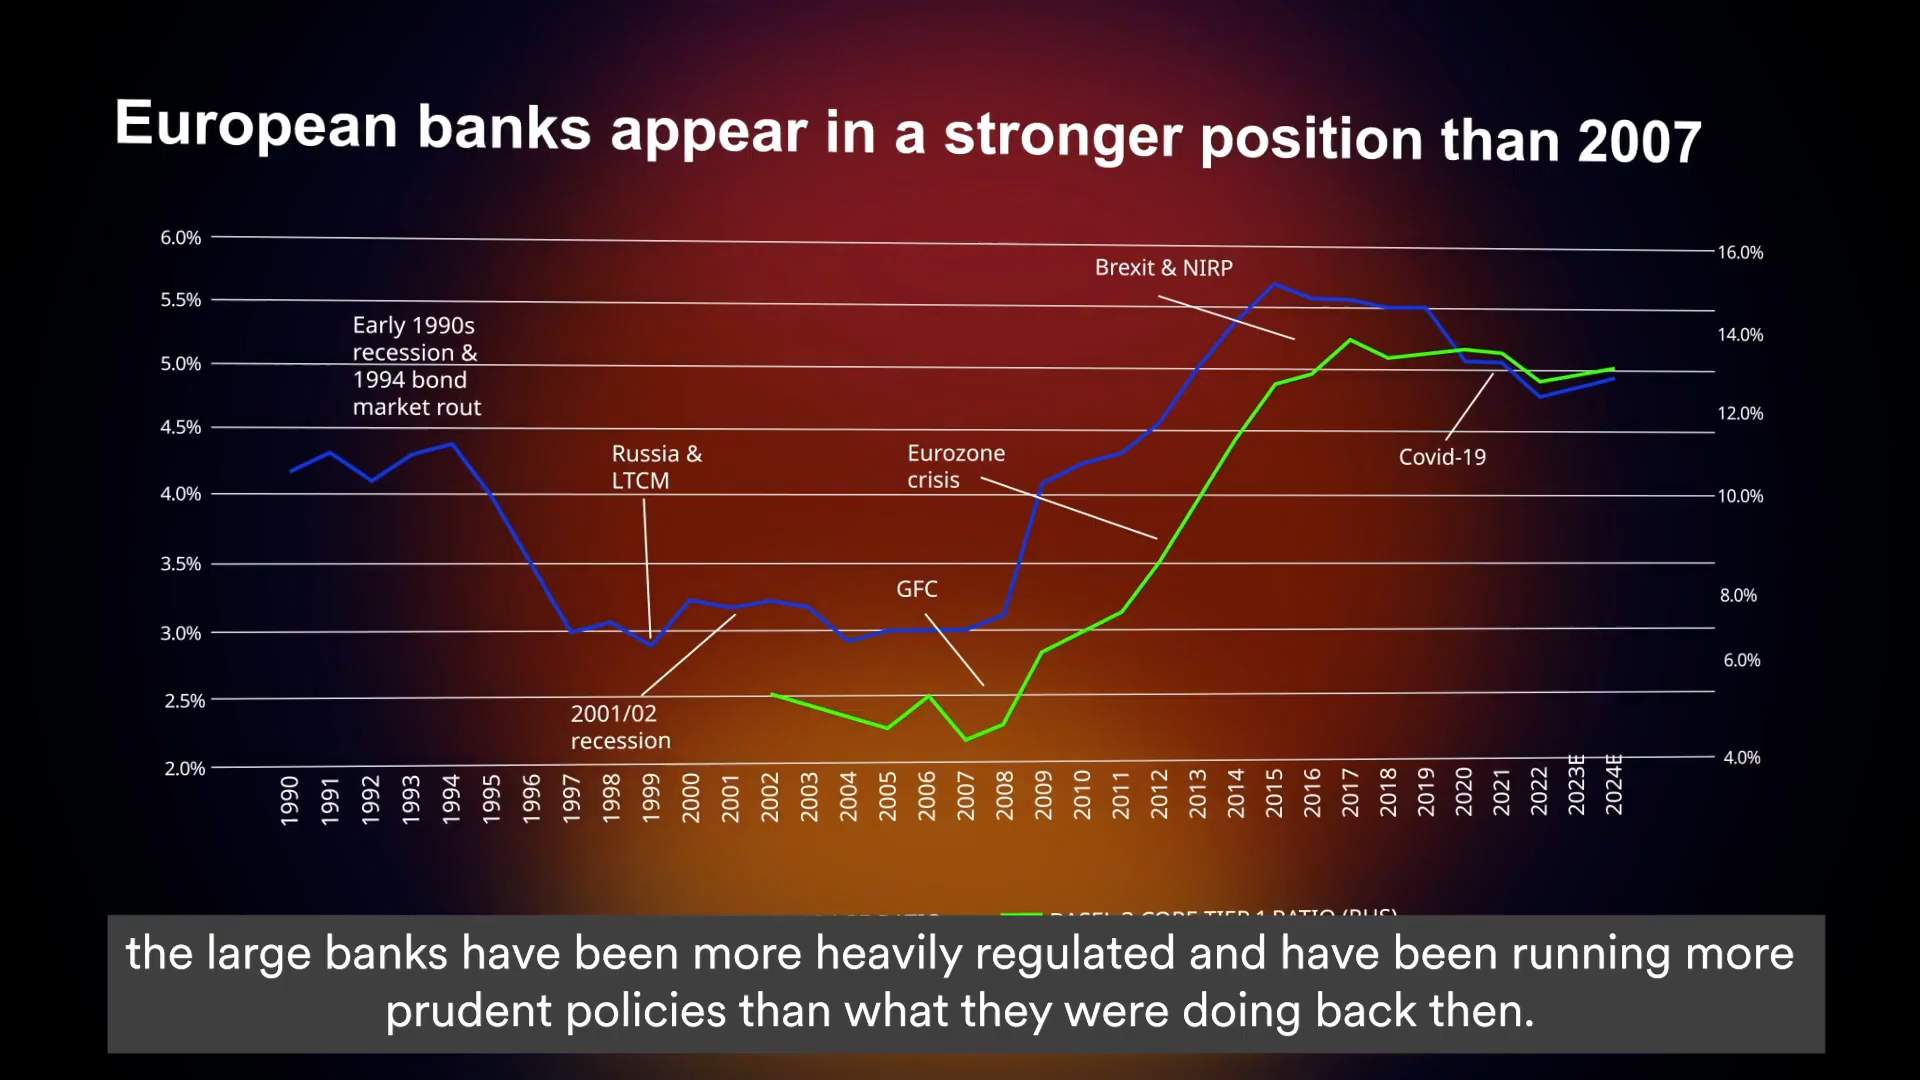 European banks appear in a stronger position than 2007
6.0%
5.5%
5.0%
4.5%
4.0%
3.5%
3.0%
2.5%
2.0%
16.0%
14.0%
12.0%
10.0%
8.0%
6.0%
4.0%
Early 1990s
recession &
1994 bond
market rout
Russia &
LTCM
2001/02
recession
Eurozone
crisis
GFC
Brexit & NIRP
Covid-19
1990
1991
1992
1993
1994
1995
1996
1997
1998
1999
2000
2001
2002
2003
2004
2005
2006
2007
2008
2009
2010
2011
2012
2013
2014
2015
2016
2017
2018
2019
2020
2021
2022
2023E
2024E
CORE TIER 1 RATIO (RHS)
the large banks have been more heavily regulated and have been running more
prudent policies than what they were doing back then.